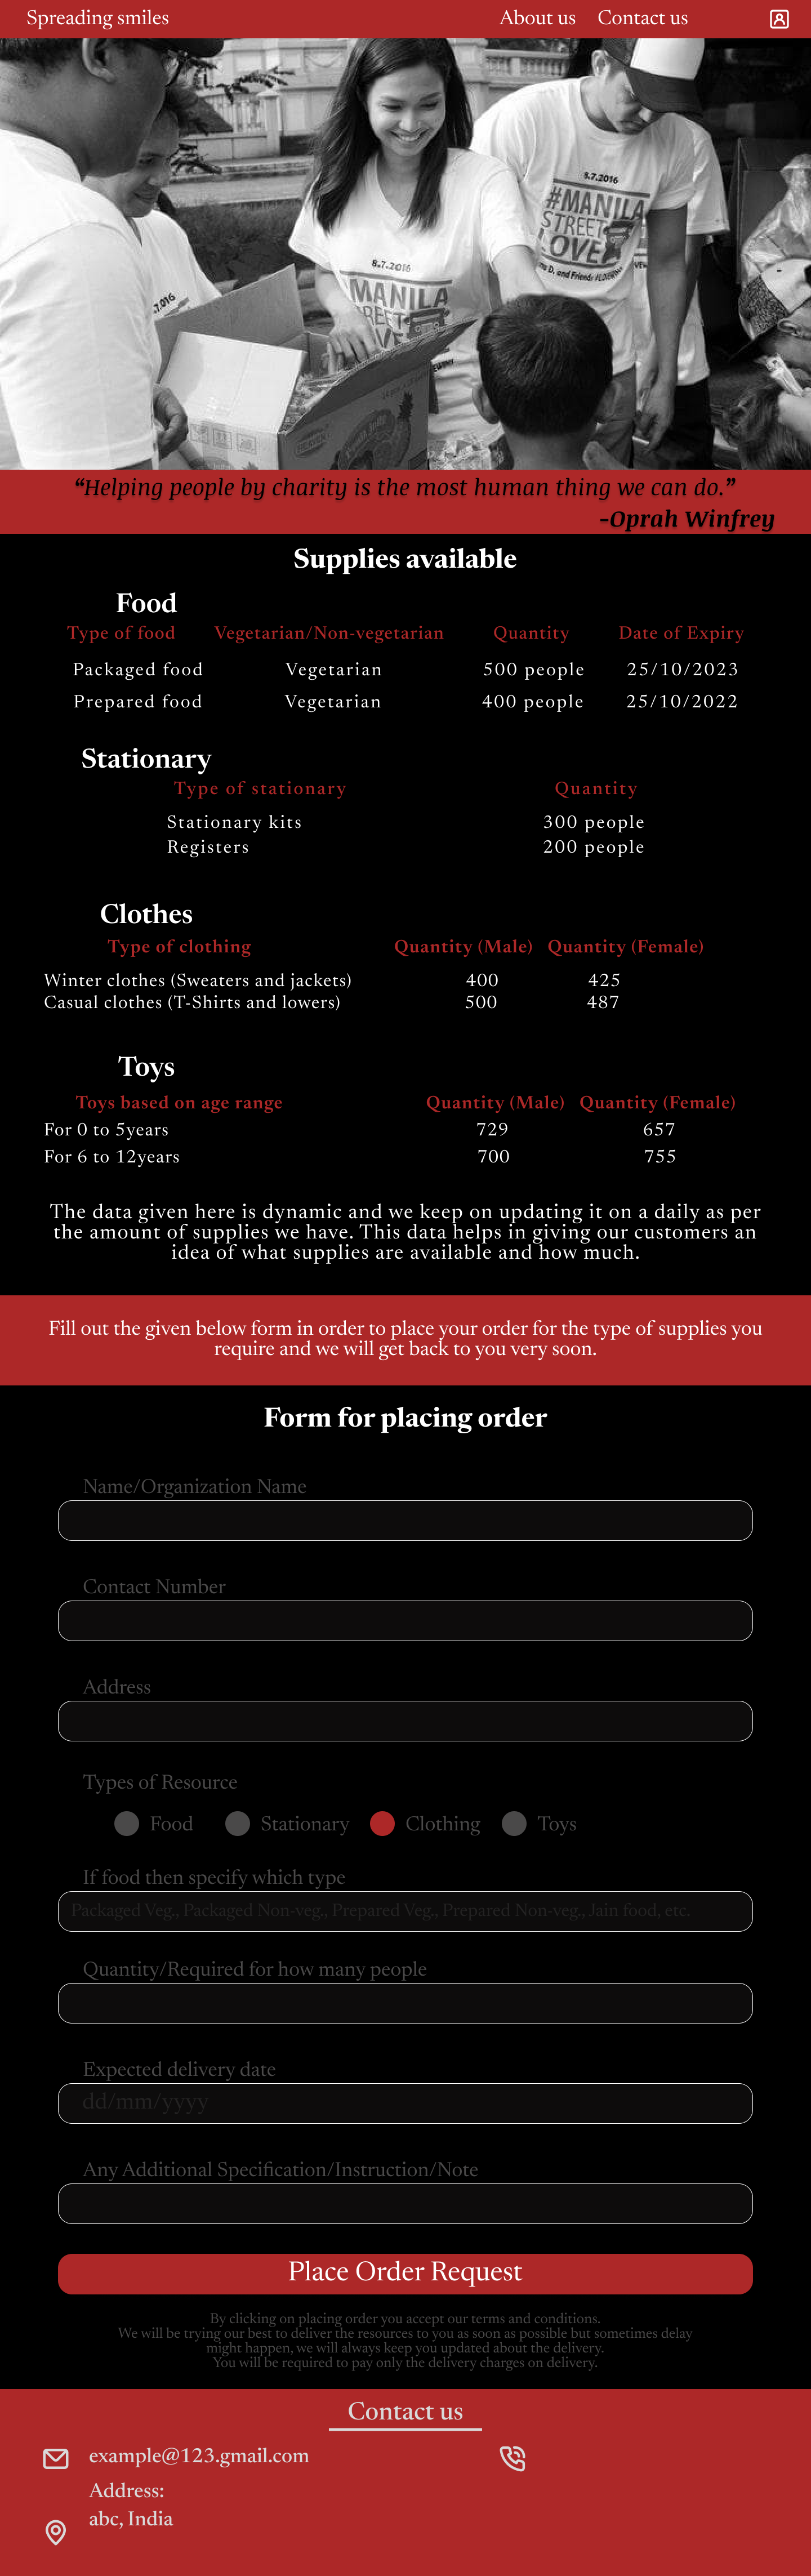 Spreading smiles About us Contact us
8.7.2016
#MANILA
STREET
LOVE
8.7.2016
MANILA
7.2016
“Helping people by charity is the most human thing we can do.”
-Oprah Winfrey
Supplies available
Food
Type of food Vegetarian/Non-vegetarian Quantity Date of Expiry
Packaged food Vegetarian 500 people 25/10/2023
Prepared food Vegetarian 400 people 25/10/2022
Stationary
Type of stationary Quantity
Stationary kits 300 people
Registers 200 people
Clothes
Type of clothing Quantity (Male) Quantity (Female)
Winter clothes (Sweaters and jackets) 400 425
Casual clothes (T-Shirts and lowers) 500 487
Toys
Toys based on age range Quantity (Male) Quantity (Female)
For 0 to 5years 729 657
For 6 to 12years 700 755
The data given here is dynamic and we keep on updating it on a daily as per
the amount of supplies we have. This data helps in giving our customers an
idea of what supplies are available and how much.
Fill out the given below form in order to place your order for the type of supplies you
require and we will get back to you very soon.
Form for placing order
Name/Organization Name
Contact Number
Address
Types of Resource
Food Stationary Clothing Toys
If food then specify which type
Packaged Veg., Packaged Non-veg., Prepared Veg., Prepared Non-veg., Jain food, etc.
Quantity/Required for how many people
Expected delivery date
dd/mm/yyyy
Any Additional Specification/Instruction/Note
Place Order Request
By clicking on placing order you accept our terms and conditions.
We will be trying our best to deliver the resources to you as soon as possible but sometimes delay
might happen, we will always keep you updated about the delivery.
You will be required to pay only the delivery charges on delivery.
Contact us
example@123.gmail.com
Address:
abc, India